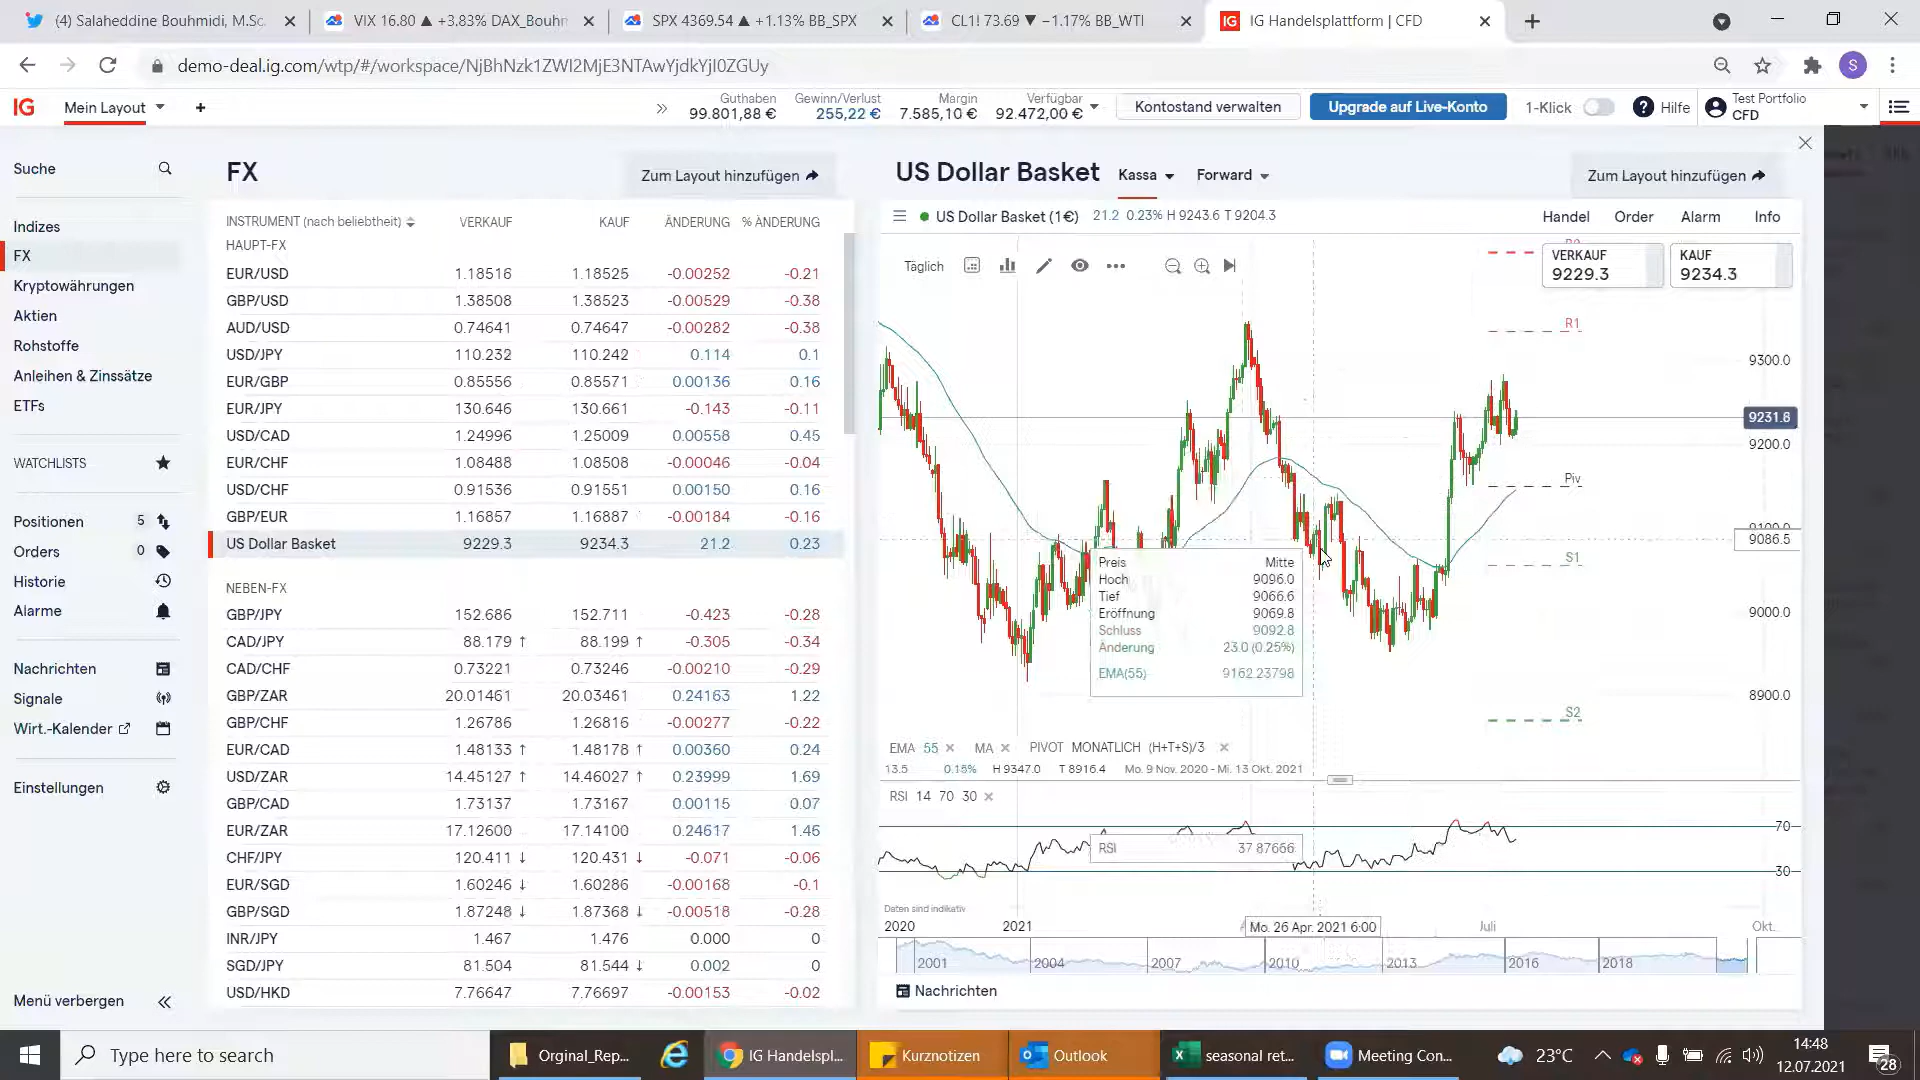 (4) Salaheddine Bouhmidi, M.Sc.
VIX 16.80 ▲ +3.83% DAX_Bouhm
SPX 4369.54 ▲ +1.13% BB_SPX
CL1! 73.69 ▼ −1.17% BB_WTI
IG IG Handelsplattform | CFD
demo-deal.ig.com/wtp/#/workspace/NjBhNzk1ZWI2MjE3NTAwYjdkYjI0ZGUy
S
IG Mein Layout +
Guthaben Gewinn/Verlust Margin Verfügbar
99.801,88 € 255,22 € 7.585,10 € 92.472,00 €
Kontostand verwalten Upgrade auf Live-Konto 1-Klick Hilfe
Test Portfolio
CFD
Suche
Indizes
FX
Kryptowährungen
Aktien
Rohstoffe
Anleihen & Zinssätze
ETFs
WATCHLISTS
Positionen 5
Orders 0
Historie
Alarme
Nachrichten
Signale
Wirt.-Kalender
Einstellungen
Menü verbergen
FX Zum Layout hinzufügen
INSTRUMENT (nach beliebtheit) VERKAUF KAUF ÄNDERUNG % ÄNDERUNG
HAUPT-FX
EUR/USD 1.18516 1.18525 -0.00252 -0.21
GBP/USD 1.38508 1.38523 -0.00529 -0.38
AUD/USD 0.74641 0.74647 -0.00282 -0.38
USD/JPY 110.232 110.242 0.114 0.1
EUR/GBP 0.85556 0.85571 0.00136 0.16
EUR/JPY 130.646 130.661 -0.143 -0.11
USD/CAD 1.24996 1.25009 0.00558 0.45
EUR/CHF 1.08488 1.08508 -0.00046 -0.04
USD/CHF 0.91536 0.91551 0.00150 0.16
GBP/EUR 1.16857 1.16887 -0.00184 -0.16
US Dollar Basket 9229.3 9234.3 21.2 0.23
NEBEN-FX
GBP/JPY 152.686 152.711 -0.423 -0.28
CAD/JPY 88.179 ↑ 88.199 ↑ -0.305 -0.34
CAD/CHF 0.73221 0.73246 -0.00210 -0.29
GBP/ZAR 20.01461 20.03461 0.24163 1.22
GBP/CHF 1.26786 1.26816 -0.00277 -0.22
EUR/CAD 1.48133 ↑ 1.48178 ↑ 0.00360 0.24
USD/ZAR 14.45127 ↑ 14.46027 ↑ 0.23999 1.69
GBP/CAD 1.73137 1.73167 0.00115 0.07
EUR/ZAR 17.12600 17.14100 0.24617 1.45
CHF/JPY 120.411 ↓ 120.431 ↓ -0.071 -0.06
EUR/SGD 1.60246 ↓ 1.60286 -0.00168 -0.1
GBP/SGD 1.87248 ↓ 1.87368 ↓ -0.00518 -0.28
INR/JPY 1.467 1.476 0.000 0
SGD/JPY 81.504 81.544 ↓ 0.002 0
USD/HKD 7.76647 7.76697 -0.00153 -0.02
US Dollar Basket Kassa Forward Zum Layout hinzufügen
US Dollar Basket (1€) 21.2 0.23% H 9243.6 T 9204.3
Handel Order Alarm Info
Täglich
VERKAUF
9229.3
KAUF
9234.3
R1
9300.0
9231.8
9200.0
Piv
9100.0
9086.5
S1
9000.0
8900.0
S2
Preis Mitte
Hoch 9096.0
Tief 9066.6
Eröffnung 9069.8
Schluss 9092.8
Änderung 23.0 (0.25%)
EMA(55) 9162.23798
EMA 55 × MA × PIVOT MONATLICH (H+T+S)/3 ×
13.5 0.15% H 9347.0 T 8916.4 Mo. 9 Nov. 2020 - Mi. 13 Okt. 2021
RSI 14 70 30 ×
70
RSI 37.87666
30
Daten sind indikativ
2020 2021 Mo. 26 Apr. 2021 6:00 Juli Okt.
2001 2004 2007 2010 2013 2016 2018
Nachrichten
Type here to search
Orginal_Rep...
IG Handelspl...
Kurznotizen
Outlook
seasonal ret...
Meeting Con...
23°C
14:48
12.07.2021
28